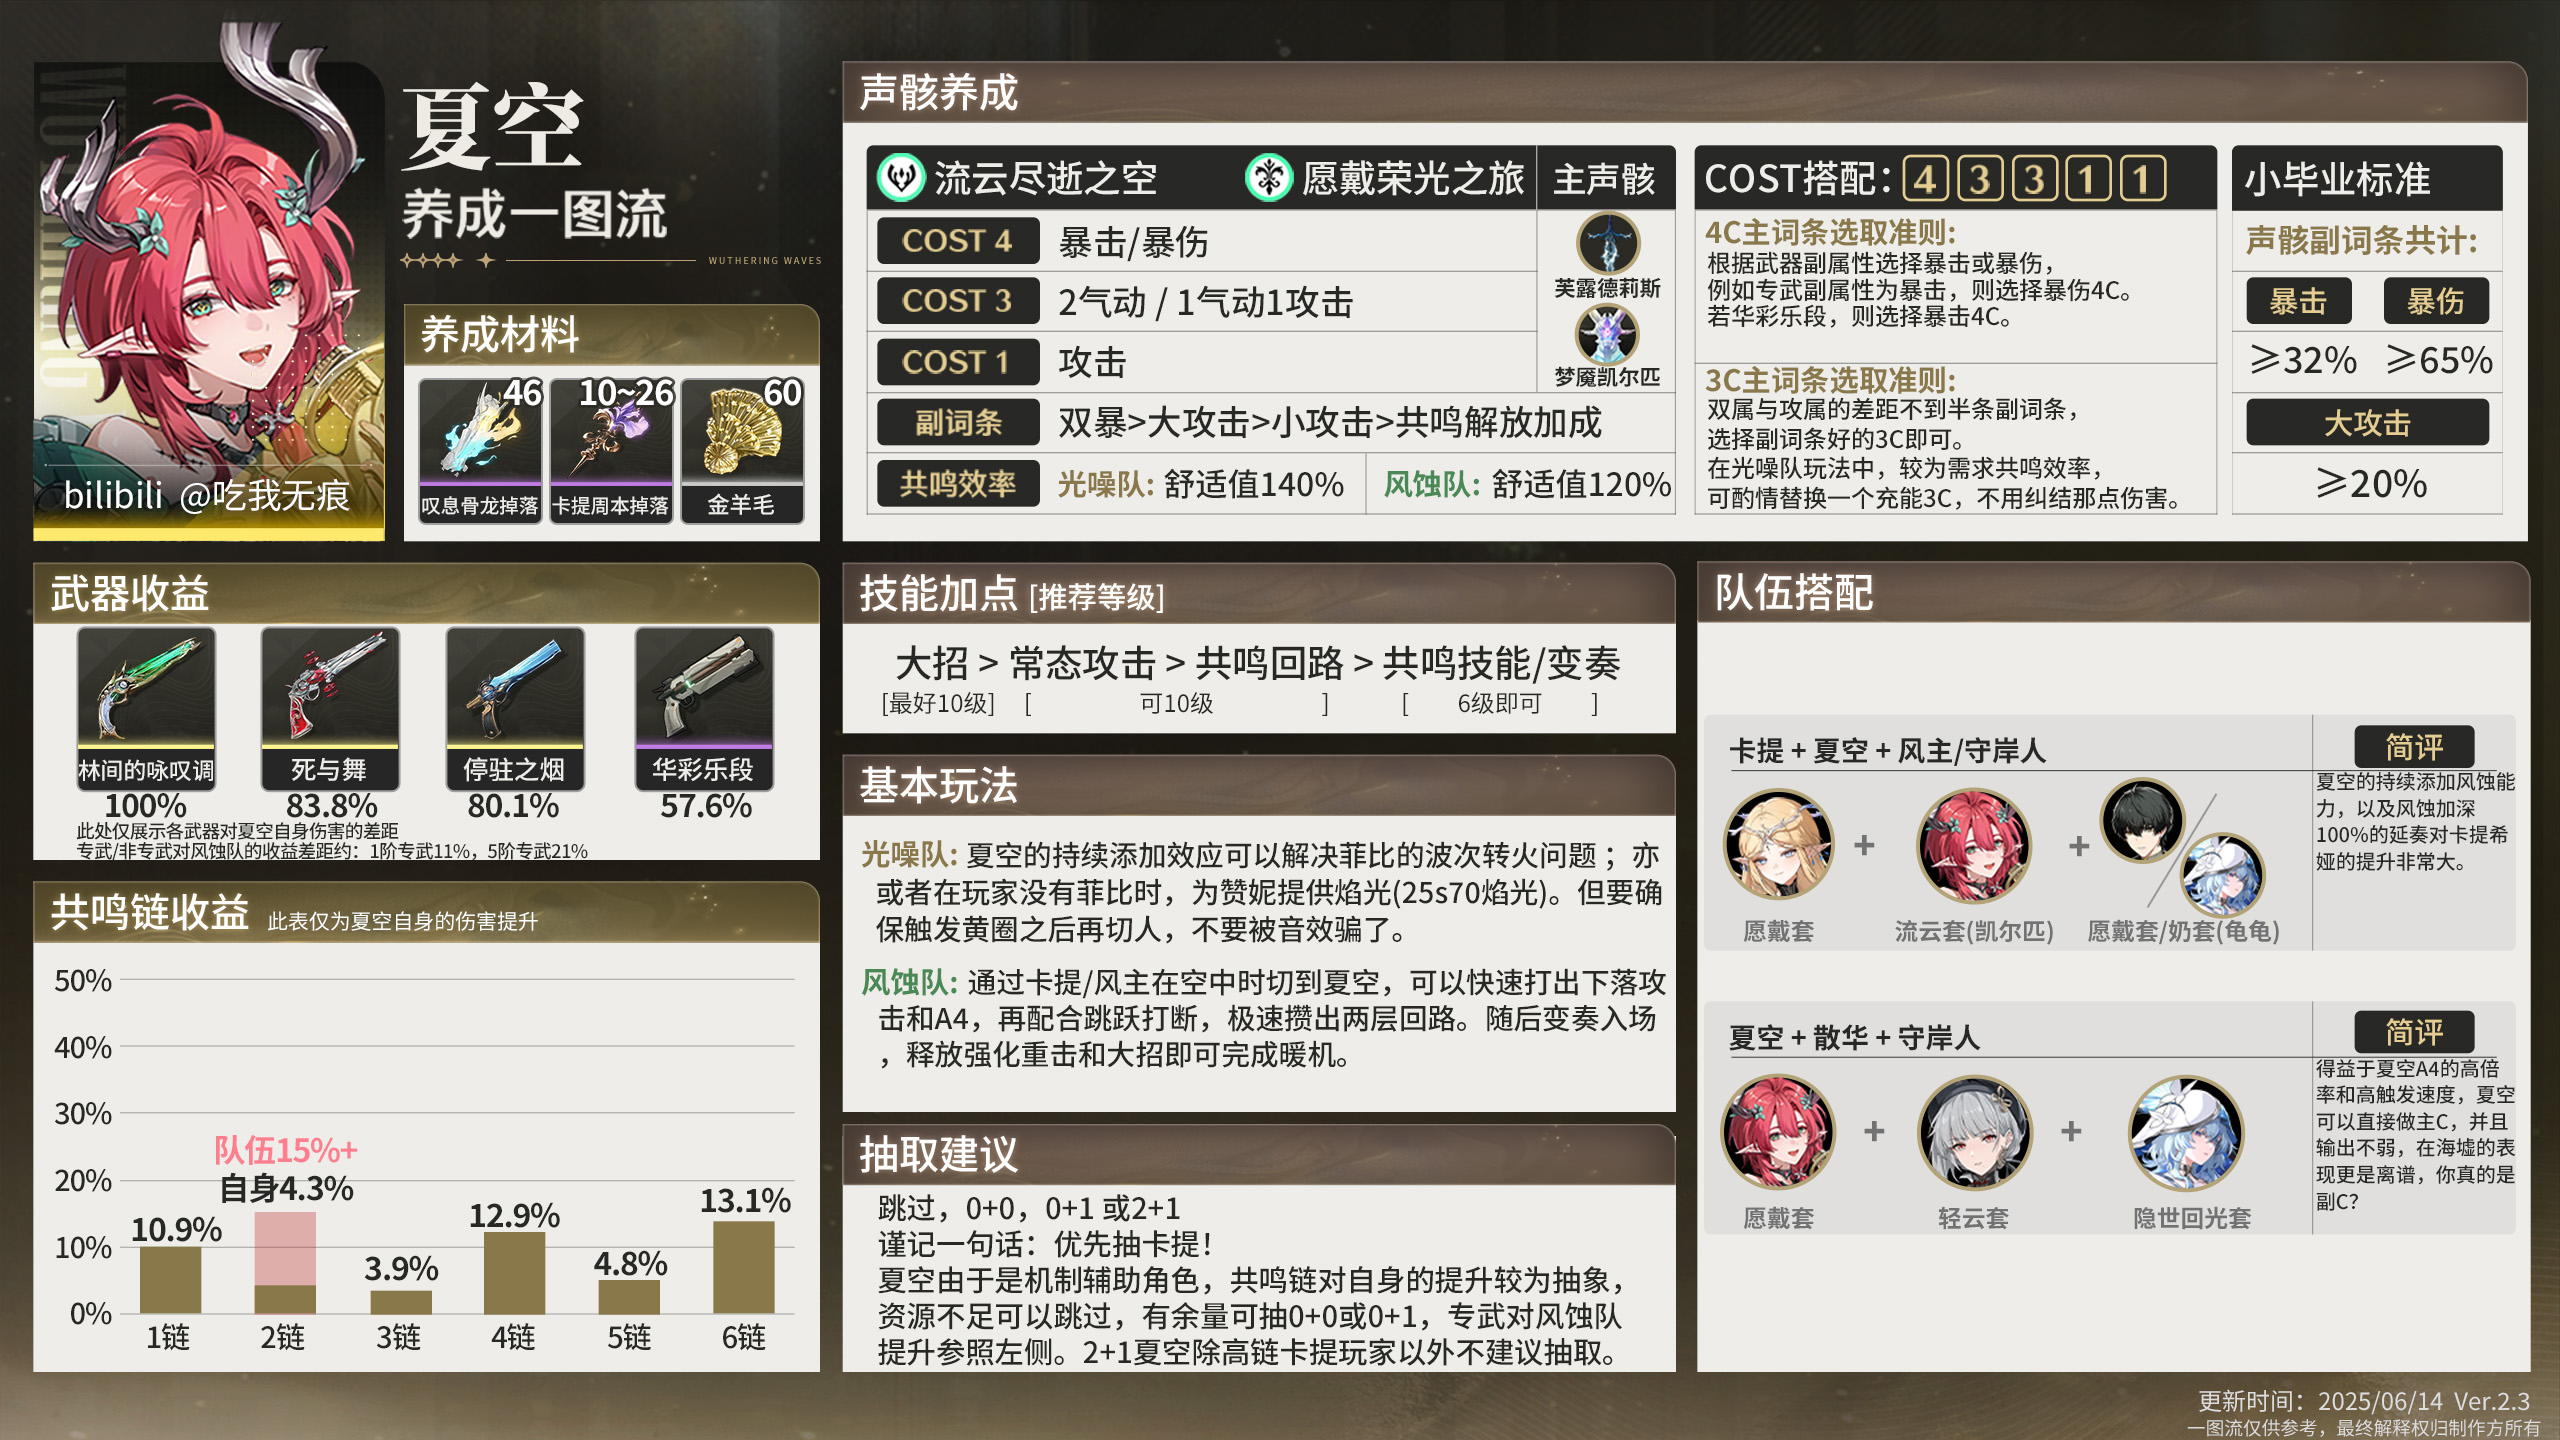 夏空
养成一图流
WUTHERING WAVES
bilibili @吃我无痕
养成材料
46
10~26
60
叹息骨龙掉落
卡提周本掉落
金羊毛
声骸养成
流云尽逝之空
愿戴荣光之旅
主声骸
COST 4
暴击/暴伤
COST 3
2气动 / 1气动1攻击
COST 1
攻击
芙露德莉斯
梦魇凯尔匹
副词条
双暴>大攻击>小攻击>共鸣解放加成
共鸣效率
光噪队: 舒适值140%
风蚀队: 舒适值120%
COST搭配: 4 3 3 1 1
4C主词条选取准则:
根据武器副属性选择暴击或暴伤，
例如专武副属性为暴击，则选择暴伤4C。
若华彩乐段，则选择暴击4C。
3C主词条选取准则:
双属与攻属的差距不到半条副词条，
选择副词条好的3C即可。
在光噪队玩法中，较为需求共鸣效率，
可酌情替换一个充能3C，不用纠结那点伤害。
小毕业标准
声骸副词条共计:
暴击
暴伤
≥32%
≥65%
大攻击
≥20%
武器收益
林间的咏叹调
死与舞
停驻之烟
华彩乐段
100%
83.8%
80.1%
57.6%
此处仅展示各武器对夏空自身伤害的差距
专武/非专武对风蚀队的收益差距约：1阶专武11%，5阶专武21%
共鸣链收益 此表仅为夏空自身的伤害提升
50%
40%
30%
20%
10%
0%
10.9%
队伍15%+
自身4.3%
3.9%
12.9%
4.8%
13.1%
1链
2链
3链
4链
5链
6链
技能加点 [推荐等级]
大招 > 常态攻击 > 共鸣回路 > 共鸣技能/变奏
[最好10级] [ 可10级 ] [ 6级即可 ]
基本玩法
光噪队: 夏空的持续添加效应可以解决菲比的波次转火问题；亦
或者在玩家没有菲比时，为赞妮提供焰光(25s70焰光)。但要确
保触发黄圈之后再切人，不要被音效骗了。
风蚀队: 通过卡提/风主在空中时切到夏空，可以快速打出下落攻
击和A4，再配合跳跃打断，极速攒出两层回路。随后变奏入场
，释放强化重击和大招即可完成暖机。
抽取建议
跳过，0+0，0+1 或2+1
谨记一句话：优先抽卡提！
夏空由于是机制辅助角色，共鸣链对自身的提升较为抽象，
资源不足可以跳过，有余量可抽0+0或0+1，专武对风蚀队
提升参照左侧。2+1夏空除高链卡提玩家以外不建议抽取。
队伍搭配
卡提 + 夏空 + 风主/守岸人
简评
夏空的持续添加风蚀能
力，以及风蚀加深
100%的延奏对卡提希
娅的提升非常大。
+
+
愿戴套
流云套(凯尔匹)
愿戴套/奶套(龟龟)
夏空 + 散华 + 守岸人
简评
得益于夏空A4的高倍
率和高触发速度，夏空
可以直接做主C，并且
输出不弱，在海墟的表
现更是离谱，你真的是
副C?
+
+
愿戴套
轻云套
隐世回光套
更新时间：2025/06/14 Ver.2.3
一图流仅供参考，最终解释权归制作方所有